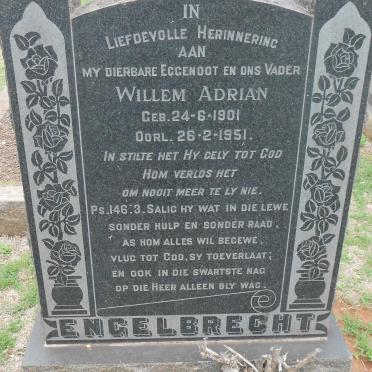 IN
LIEFDEVOLLE HERINNERING
AAN
MY DIERBARE EGGENOOT EN ONS VADER
WILLEM ADRIAN
GEB. 24-6-1901
OORL. 26-2-1951.
IN STILTE HET HY GELY TOT GOD
HOM VERLOS HET
OM NOOIT MEER TE LY NIE.
PS. 146:3. SALIG HY WAT IN DIE LEWE
SONDER HULP EN SONDER RAAD,
AS HOM ALLES WIL BEGEWE,
VLUG TOT GOD, SY TOEVERLAAT;
EN OOK IN DIE SWARTSTE NAG
OP DIE HEER ALLEEN BLY WAG.
ENGELBRECHT